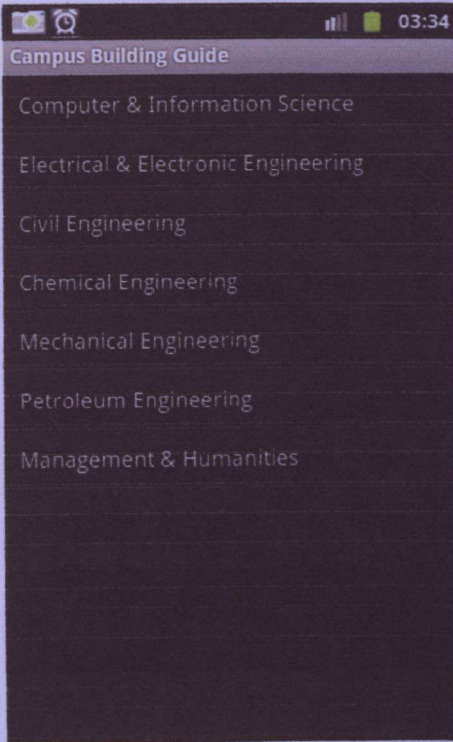 03:34
Campus Building Guide
Computer & Information Science
Electrical & Electronic Engineering
Civil Engineering
Chemical Engineering
Mechanical Engineering
Petroleum Engineering
Management & Humanities